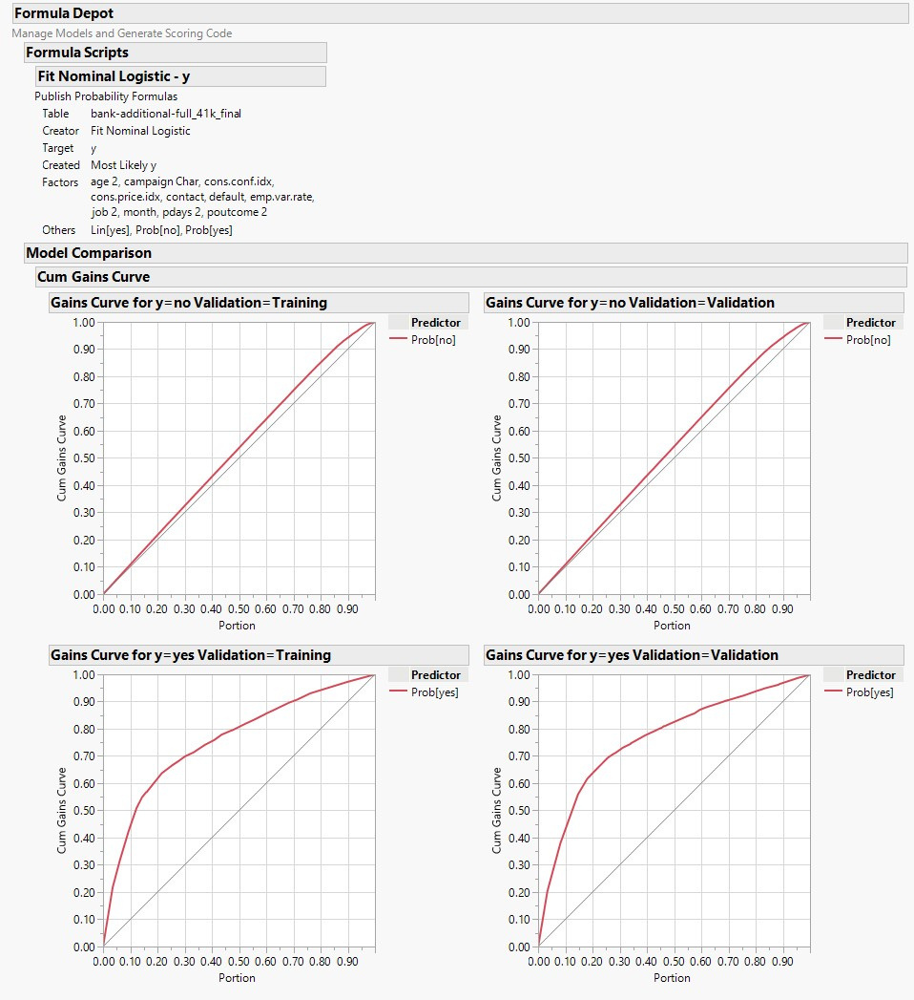 Formula Depot
Manage Models and Generate Scoring Code
Formula Scripts
Fit Nominal Logistic - y
Publish Probability Formulas
Table bank-additional-full_41k_final
Creator Fit Nominal Logistic
Target y
Created Most Likely y
Factors age 2, campaign Char, cons.conf.idx,
cons.price.idx, contact, default, emp.var.rate,
job 2, month, pdays 2, poutcome 2
Others Lin[yes], Prob[no], Prob[yes]
Model Comparison
Cum Gains Curve
Gains Curve for y=no Validation=Training
Predictor
Prob[no]
Cum Gains Curve
1.00
0.90
0.80
0.70
0.60
0.50
0.40
0.30
0.20
0.10
0.00
0.00 0.10 0.20 0.30 0.40 0.50 0.60 0.70 0.80 0.90
Portion
Gains Curve for y=no Validation=Validation
Predictor
Prob[no]
Cum Gains Curve
1.00
0.90
0.80
0.70
0.60
0.50
0.40
0.30
0.20
0.10
0.00
0.00 0.10 0.20 0.30 0.40 0.50 0.60 0.70 0.80 0.90
Portion
Gains Curve for y=yes Validation=Training
Predictor
Prob[yes]
Cum Gains Curve
1.00
0.90
0.80
0.70
0.60
0.50
0.40
0.30
0.20
0.10
0.00
0.00 0.10 0.20 0.30 0.40 0.50 0.60 0.70 0.80 0.90
Portion
Gains Curve for y=yes Validation=Validation
Predictor
Prob[yes]
Cum Gains Curve
1.00
0.90
0.80
0.70
0.60
0.50
0.40
0.30
0.20
0.10
0.00
0.00 0.10 0.20 0.30 0.40 0.50 0.60 0.70 0.80 0.90
Portion